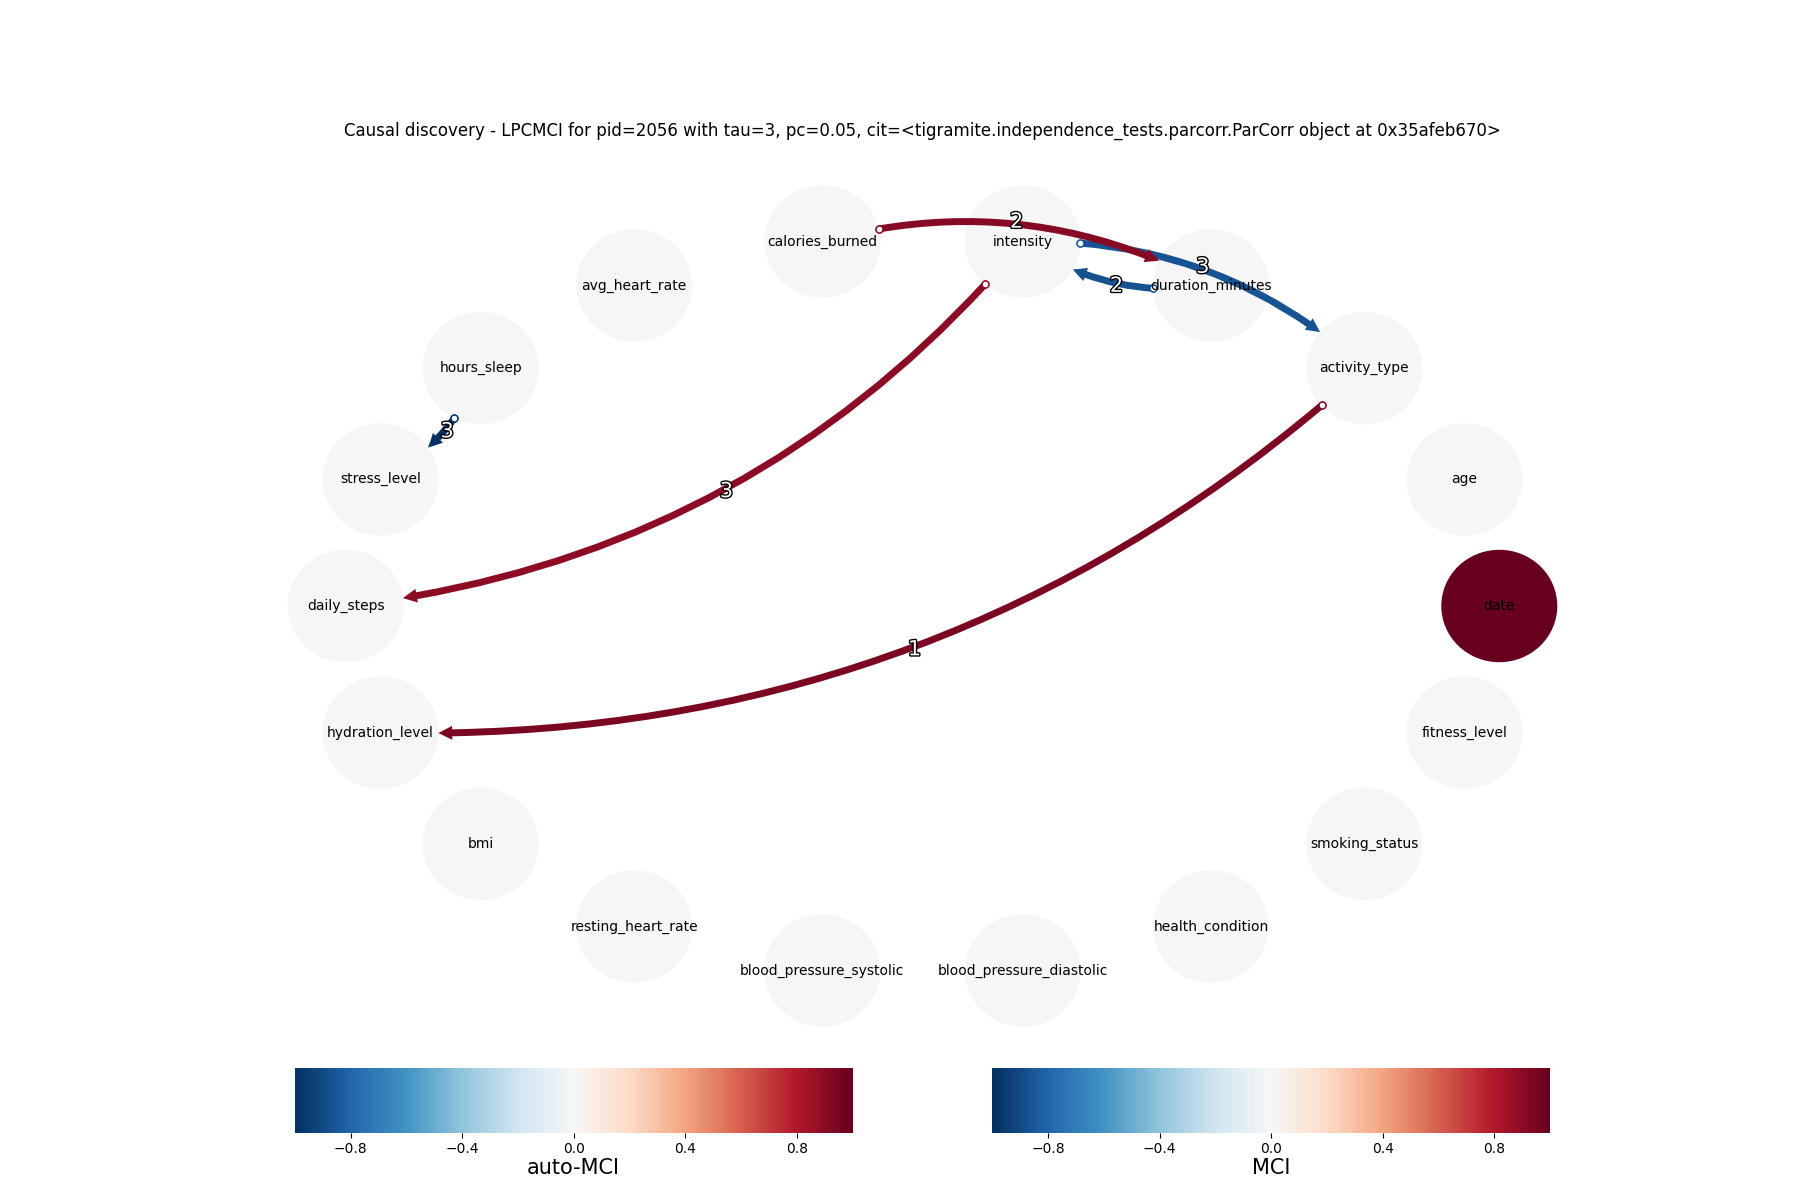 Causal discovery - LPCMCI for pid=2056 with tau=3, pc=0.05, cit=<tigramite.independence_tests.parcorr.ParCorr object at 0x35afeb670>
2
calories_burned
intensity
3
avg_heart_rate
2
duration_minutes
hours_sleep
activity_type
3
stress_level
age
3
daily_steps
date
1
hydration_level
fitness_level
bmi
smoking_status
resting_heart_rate
health_condition
blood_pressure_systolic
blood_pressure_diastolic
−0.8 −0.4 0.0 0.4 0.8
auto-MCI
−0.8 −0.4 0.0 0.4 0.8
MCI